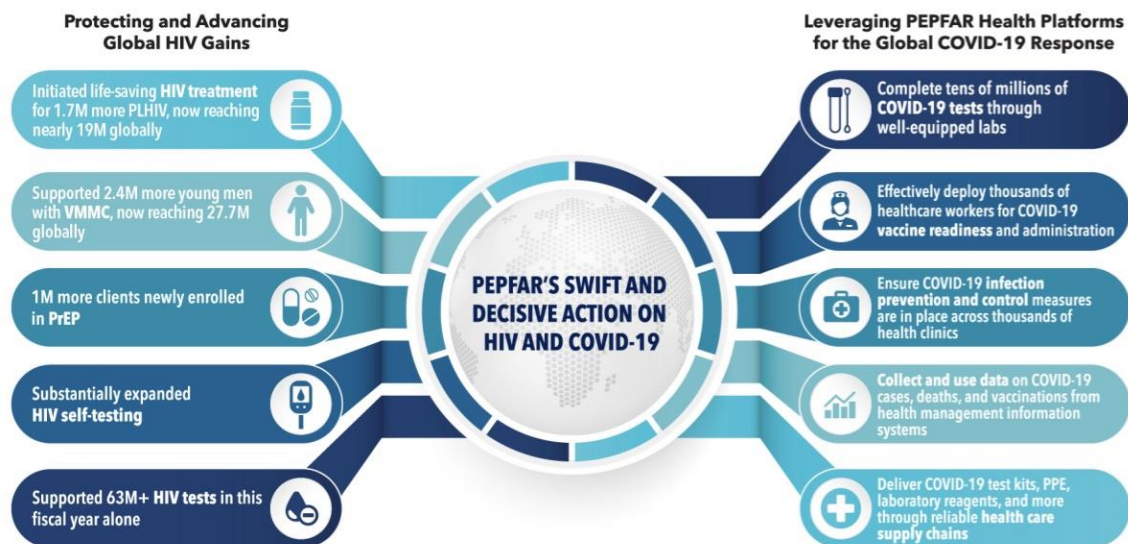 Protecting and Advancing
Global HIV Gains
Initiated life-saving HIV treatment
for 1.7M more PLHIV, now reaching
nearly 19M globally
Supported 2.4M more young men
with VMMC, now reaching 27.7M
globally
1M more clients newly enrolled
in PrEP
Substantially expanded
HIV self-testing
Supported 63M+ HIV tests in this
fiscal year alone
PEPFAR'S SWIFT AND
DECISIVE ACTION ON
HIV AND COVID-19
Leveraging PEPFAR Health Platforms
for the Global COVID-19 Response
Complete tens of millions of
COVID-19 tests through
well-equipped labs
Effectively deploy thousands of
healthcare workers for COVID-19
vaccine readiness and administration
Ensure COVID-19 infection
prevention and control measures
are in place across thousands of
health clinics
Collect and use data on COVID-19
cases, deaths, and vaccinations from
health management information
systems
Deliver COVID-19 test kits, PPE,
laboratory reagents, and more
through reliable health care
supply chains